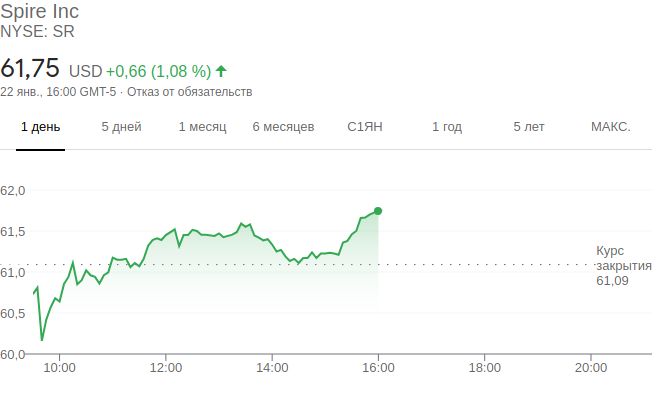 Spire Inc
NYSE: SR
61,75 USD +0,66 (1,08 %)
22 янв., 16:00 GMT-5 · Отказ от обязательств
1 день 5 дней 1 месяц 6 месяцев С1ЯН 1 год 5 лет МАКС.
62,0
61,5
Курс
закрытия
61,09
61,0
60,5
60,0
10:00 12:00 14:00 16:00 18:00 20:00